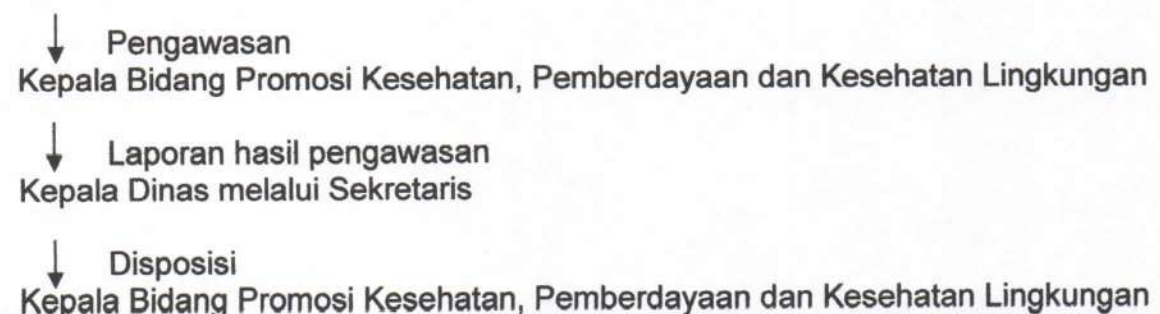 Pengawasan
Kepala Bidang Promosi Kesehatan, Pemberdayaan dan Kesehatan Lingkungan
Laporan hasil pengawasan
Kepala Dinas melalui Sekretaris
Disposisi
Kepala Bidang Promosi Kesehatan, Pemberdayaan dan Kesehatan Lingkungan